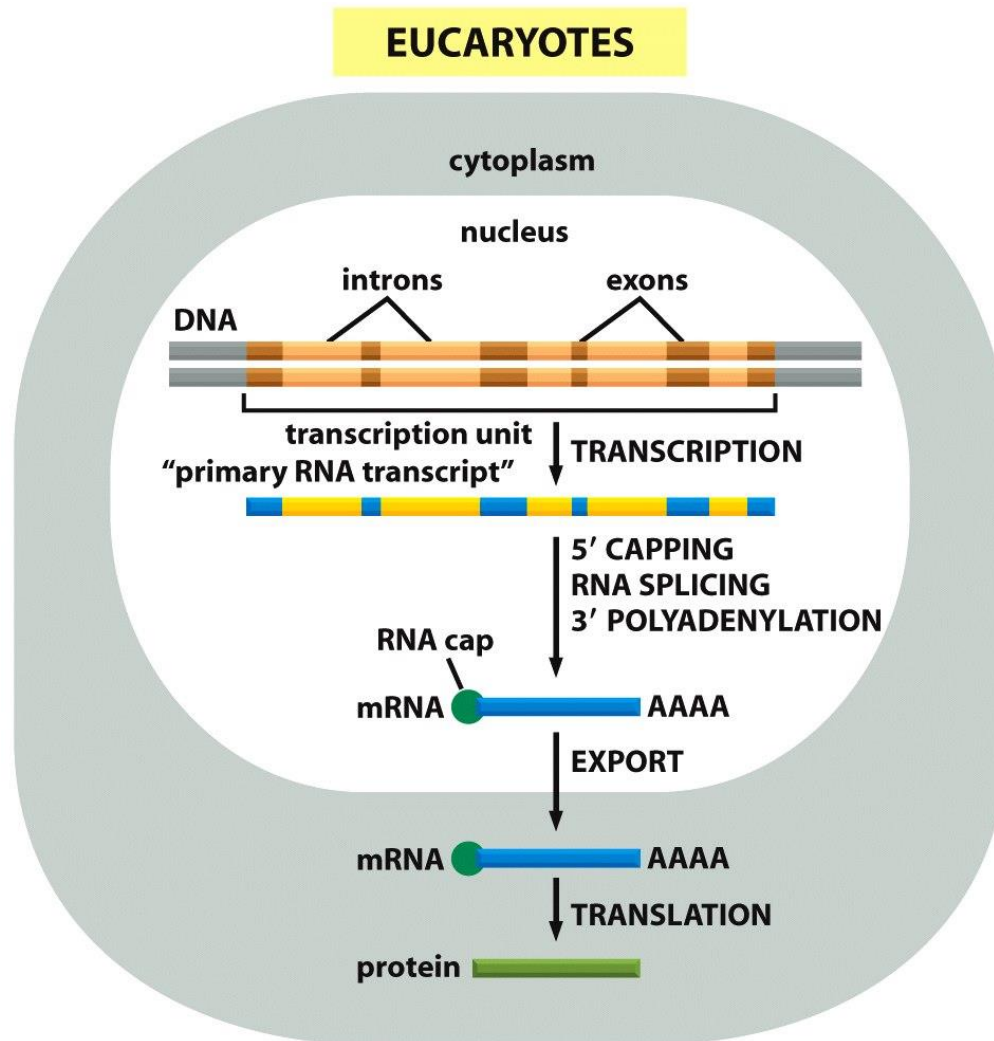 EUCARYOTES
cytoplasm
nucleus
introns
exons
DNA
transcription unit
“primary RNA transcript”
TRANSCRIPTION
5′ CAPPING
RNA SPLICING
3′ POLYADENYLATION
RNA cap
mRNA
AAAA
EXPORT
mRNA
AAAA
TRANSLATION
protein